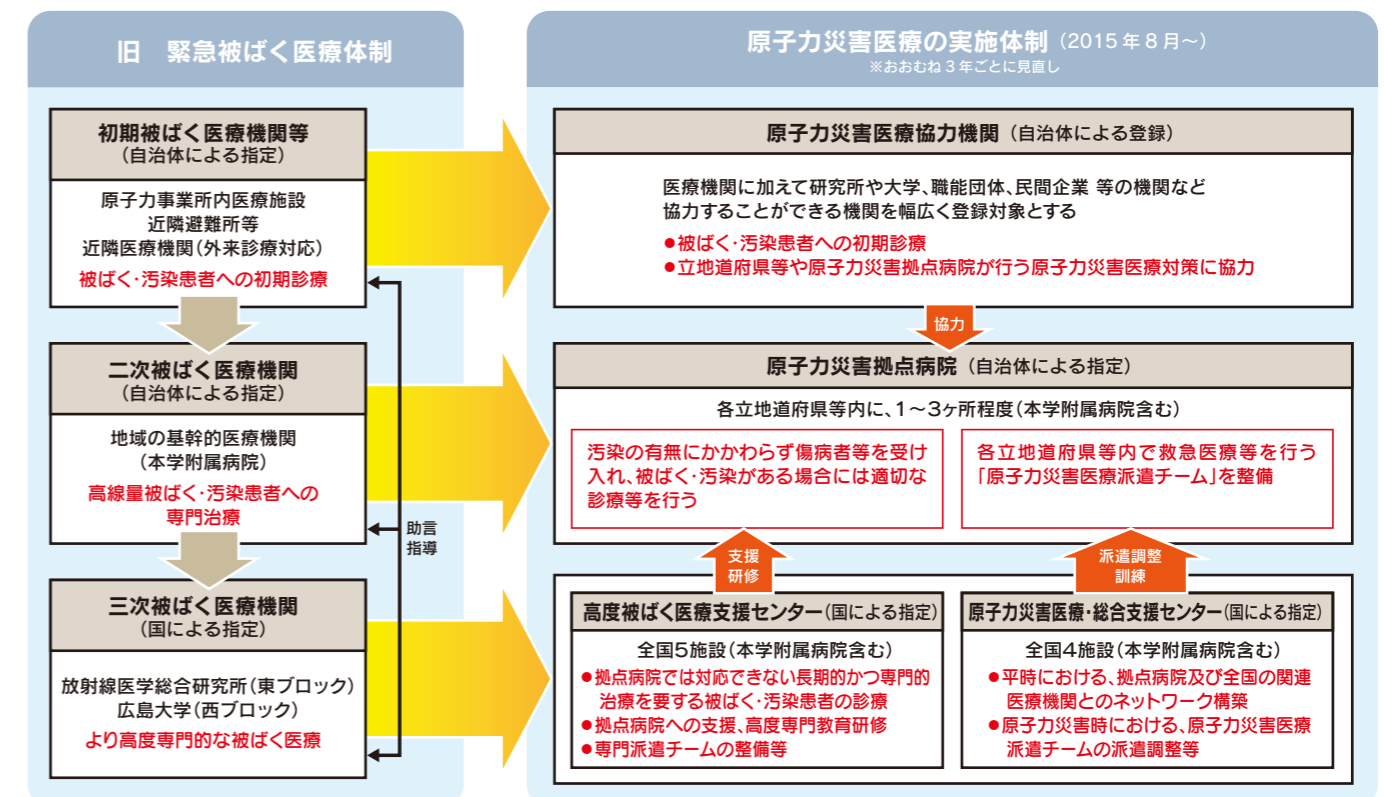 旧　緊急被ばく医療体制
初期被ばく医療機関等
(自治体による指定)
原子力事業所内医療施設
近隣避難所等
近隣医療機関(外来診療対応)
被ばく・汚染患者への初期診療
二次被ばく医療機関
(自治体による指定)
地域の基幹的医療機関
(本学附属病院)
高線量被ばく・汚染患者への
専門治療
助言
指導
三次被ばく医療機関
(国による指定)
放射線医学総合研究所(東ブロック)
広島大学(西ブロック)
より高度専門的な被ばく医療
原子力災害医療の実施体制（2015年8月～）
※おおむね3年ごとに見直し
原子力災害医療協力機関（自治体による登録）
医療機関に加えて研究所や大学、職能団体、民間企業 等の機関など
協力することができる機関を幅広く登録対象とする
●被ばく・汚染患者への初期診療
●立地道府県等や原子力災害拠点病院が行う原子力災害医療対策に協力
協力
原子力災害拠点病院（自治体による指定）
各立地道府県等内に、1～3ヶ所程度(本学附属病院含む)
汚染の有無にかかわらず傷病者等を受け
入れ、被ばく・汚染がある場合には適切な
診療等を行う
各立地道府県等内で救急医療等を行う
「原子力災害医療派遣チーム」を整備
支援
研修
派遣調整
訓練
高度被ばく医療支援センター(国による指定)
全国5施設(本学附属病院含む)
●拠点病院では対応できない長期的かつ専門的
治療を要する被ばく・汚染患者の診療
●拠点病院への支援、高度専門教育研修
●専門派遣チームの整備等
原子力災害医療・総合支援センター(国による指定)
全国4施設(本学附属病院含む)
●平時における、拠点病院及び全国の関連
医療機関とのネットワーク構築
●原子力災害時における、原子力災害医療
派遣チームの派遣調整等